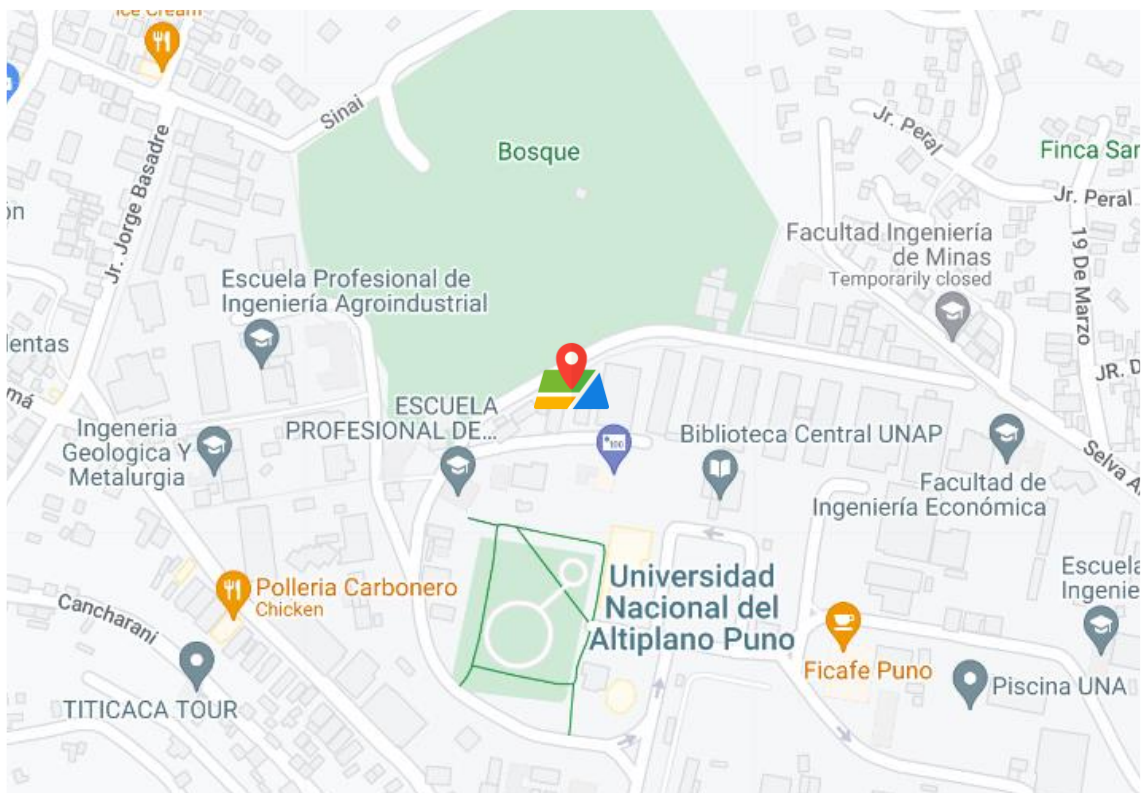 Ice Cream
Sinai
Jr. Jorge Basadre
Bosque
Jr. Peral
Finca San
Jr. Peral
19 De Marzo
Facultad Ingeniería
de Minas
Temporarily closed
Escuela Profesional de
Ingeniería Agroindustrial
lentas
má
JR. D
ESCUELA
PROFESIONAL DE...
Ingeneria
Geologica Y
Metalurgia
Biblioteca Central UNAP
Selva A
Facultad de
Ingeniería Económica
Universidad
Nacional del
Altiplano Puno
Escuela
Ingenie
Polleria Carbonero
Chicken
Cancharani
TITICACA TOUR
Ficafe Puno
Piscina UNA